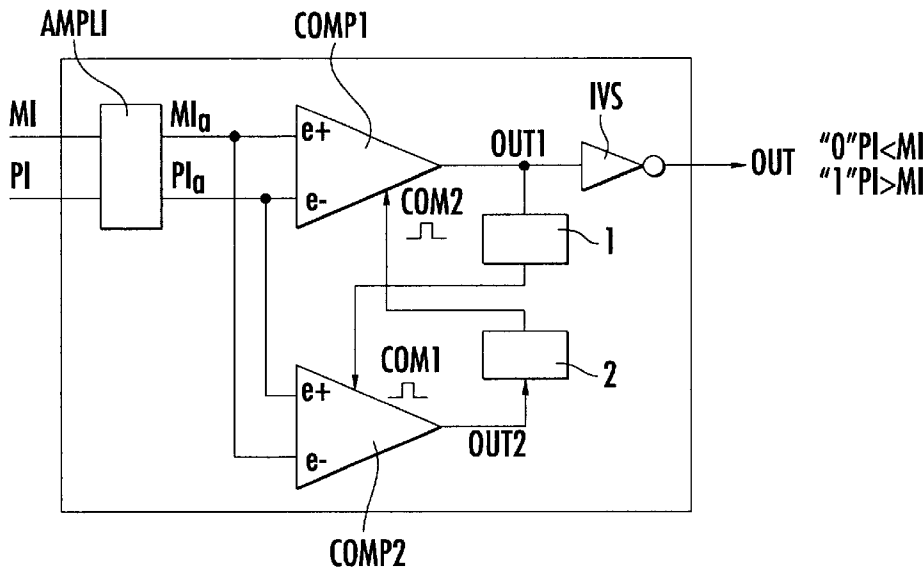 AMPLI
COMP1
IVS
MI
MIa
e+
OUT1
OUT
"0"PI<MI
"1"PI>MI
PI
PIa
e-
COM2
1
COM1
2
e+
e-
OUT2
COMP2